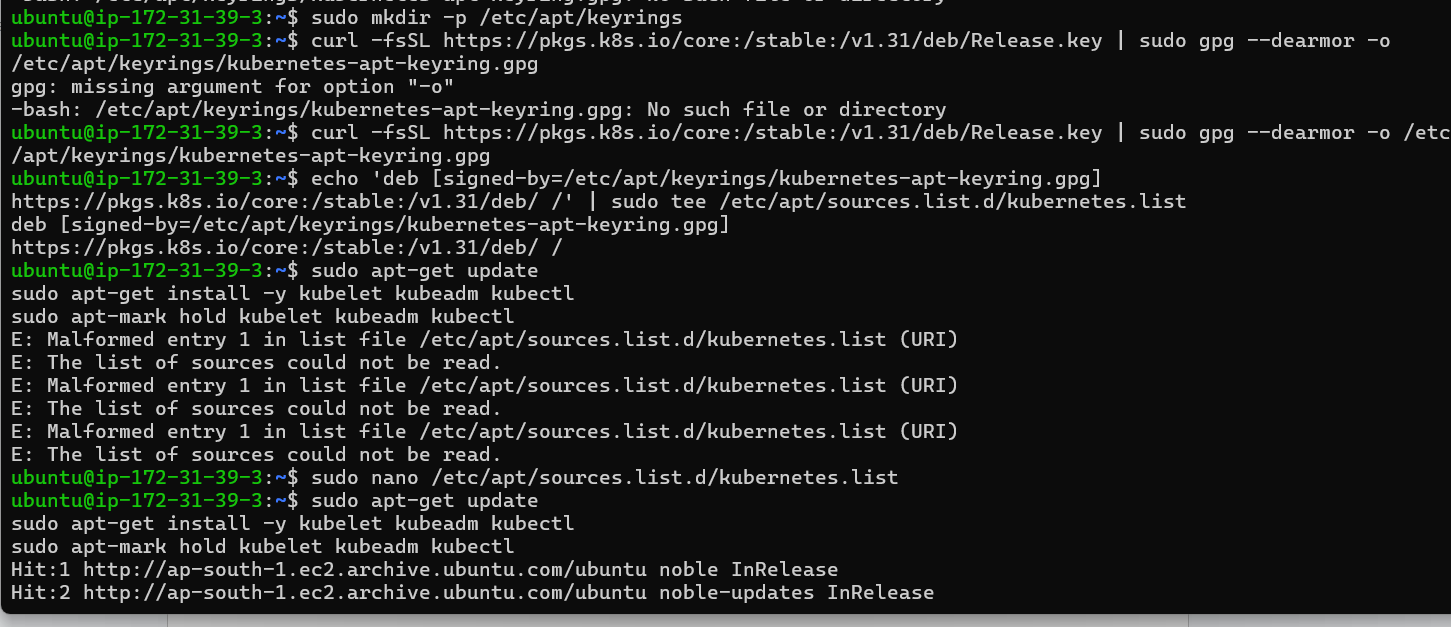 ubuntu@ip-172-31-39-3:~$ sudo mkdir -p /etc/apt/keyrings
ubuntu@ip-172-31-39-3:~$ curl -fsSL https://pkgs.k8s.io/core:/stable:/v1.31/deb/Release.key | sudo gpg --dearmor -o
/etc/apt/keyrings/kubernetes-apt-keyring.gpg
gpg: missing argument for option "-o"
-bash: /etc/apt/keyrings/kubernetes-apt-keyring.gpg: No such file or directory
ubuntu@ip-172-31-39-3:~$ curl -fsSL https://pkgs.k8s.io/core:/stable:/v1.31/deb/Release.key | sudo gpg --dearmor -o /etc
/apt/keyrings/kubernetes-apt-keyring.gpg
ubuntu@ip-172-31-39-3:~$ echo 'deb [signed-by=/etc/apt/keyrings/kubernetes-apt-keyring.gpg]
https://pkgs.k8s.io/core:/stable:/v1.31/deb/ /' | sudo tee /etc/apt/sources.list.d/kubernetes.list
deb [signed-by=/etc/apt/keyrings/kubernetes-apt-keyring.gpg]
https://pkgs.k8s.io/core:/stable:/v1.31/deb/ /
ubuntu@ip-172-31-39-3:~$ sudo apt-get update
sudo apt-get install -y kubelet kubeadm kubectl
sudo apt-mark hold kubelet kubeadm kubectl
E: Malformed entry 1 in list file /etc/apt/sources.list.d/kubernetes.list (URI)
E: The list of sources could not be read.
E: Malformed entry 1 in list file /etc/apt/sources.list.d/kubernetes.list (URI)
E: The list of sources could not be read.
E: Malformed entry 1 in list file /etc/apt/sources.list.d/kubernetes.list (URI)
E: The list of sources could not be read.
ubuntu@ip-172-31-39-3:~$ sudo nano /etc/apt/sources.list.d/kubernetes.list
ubuntu@ip-172-31-39-3:~$ sudo apt-get update
sudo apt-get install -y kubelet kubeadm kubectl
sudo apt-mark hold kubelet kubeadm kubectl
Hit:1 http://ap-south-1.ec2.archive.ubuntu.com/ubuntu noble InRelease
Hit:2 http://ap-south-1.ec2.archive.ubuntu.com/ubuntu noble-updates InRelease